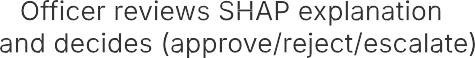 Officer reviews SHAP explanation
and decides (approve/reject/escalate)